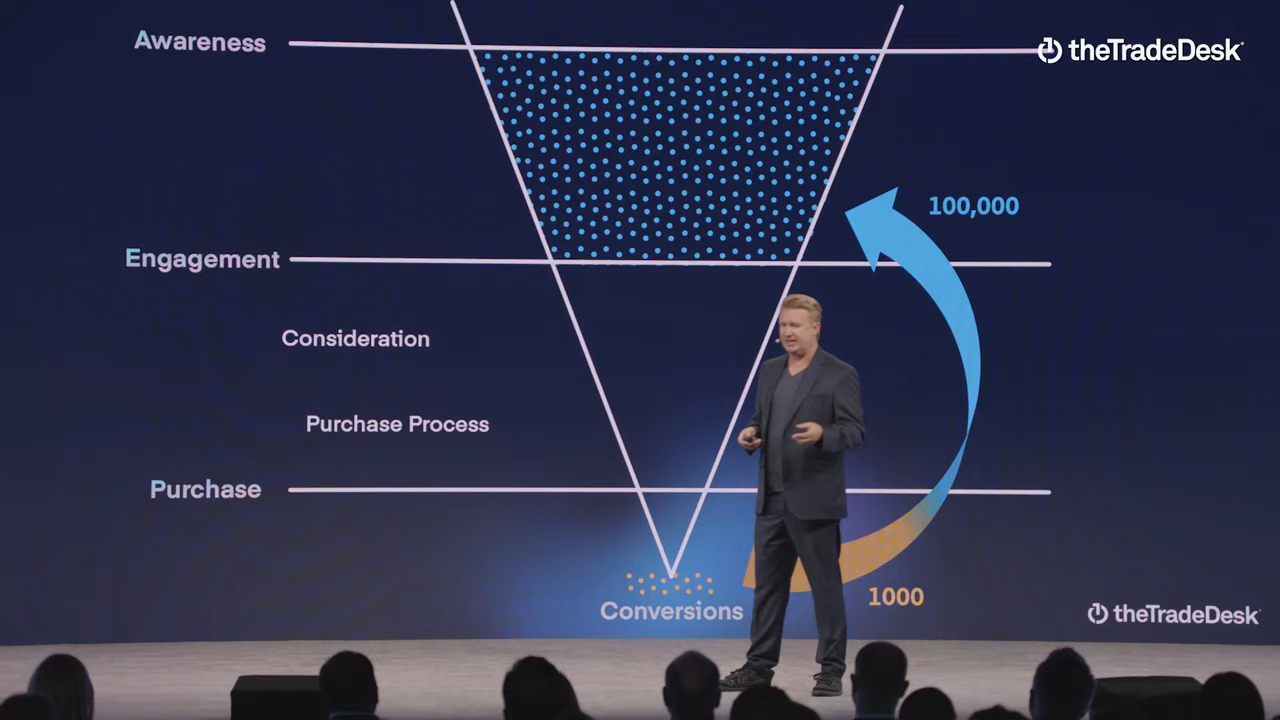 Awareness
theTradeDesk
100,000
Engagement
Consideration
Purchase Process
Purchase
1000
Conversions
theTradeDesk